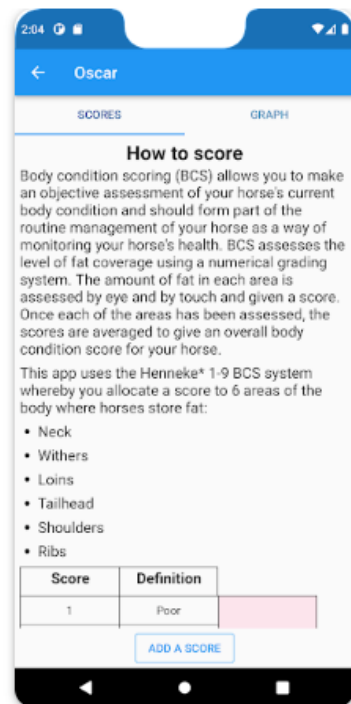 2:04
Oscar
SCORES
GRAPH
How to score
Body condition scoring (BCS) allows you to make
an objective assessment of your horse's current
body condition and should form part of the
routine management of your horse as a way of
monitoring your horse's health. BCS assesses the
level of fat coverage using a numerical grading
system. The amount of fat in each area is
assessed by eye and by touch and given a score.
Once each of the areas has been assessed, the
scores are averaged to give an overall body
condition score for your horse.
This app uses the Henneke* 1-9 BCS system
whereby you allocate a score to 6 areas of the
body where horses store fat:
• Neck
• Withers
• Loins
• Tailhead
• Shoulders
• Ribs
Score Definition
1 Poor
ADD A SCORE